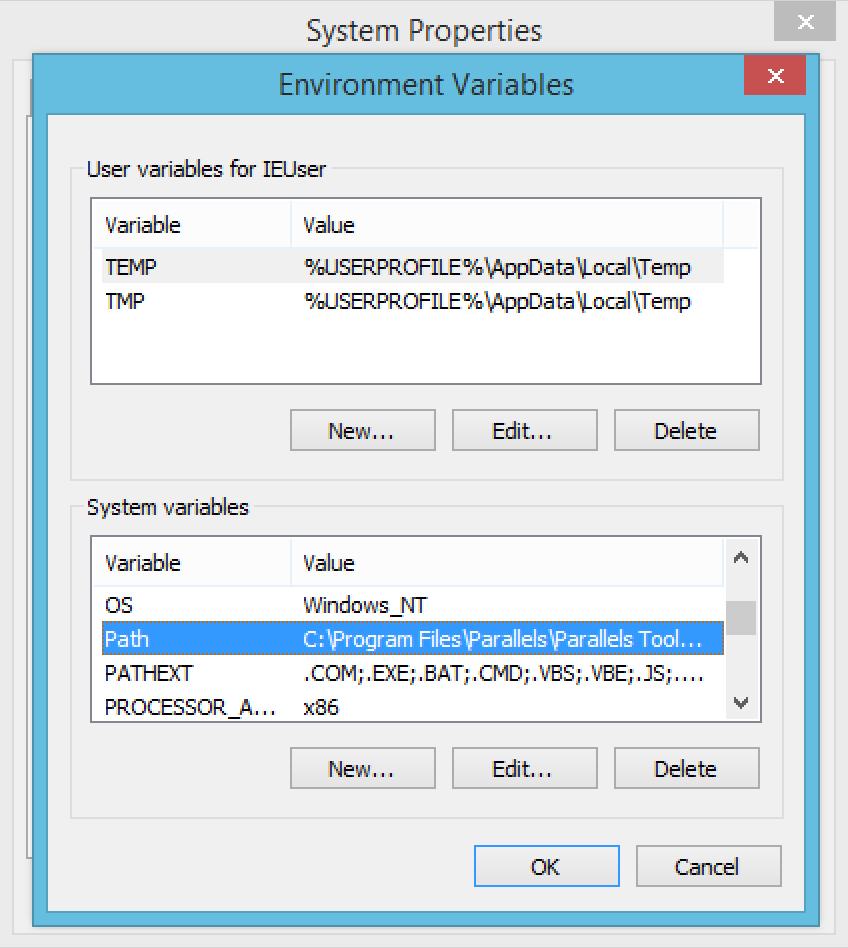 System Properties
Environment Variables
User variables for IEUser
Variable Value
TEMP %USERPROFILE%\AppData\Local\Temp
TMP %USERPROFILE%\AppData\Local\Temp
New... Edit... Delete
System variables
Variable Value
OS Windows_NT
Path C:\Program Files\Parallels\Parallels Tool...
PATHEXT .COM;.EXE;.BAT;.CMD;.VBS;.VBE;.JS;....
PROCESSOR_A... x86
New... Edit... Delete
OK Cancel